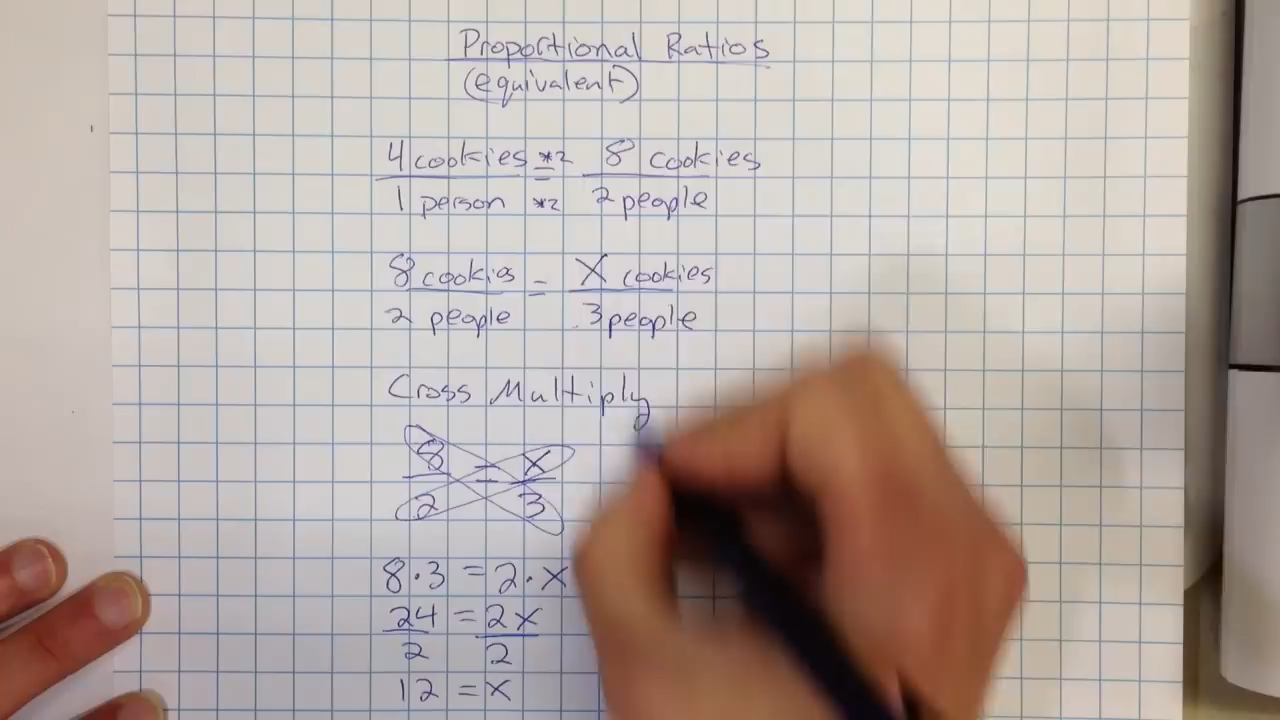 Proportional Ratios
(equivalent)
4 cookies *2 8 cookies
=
1 person *2 2 people
8 cookies = X cookies
2 people 3 people
Cross Multiply
8 = x
2 3
8·3 = 2·x
24 = 2x
2 2
12 = x